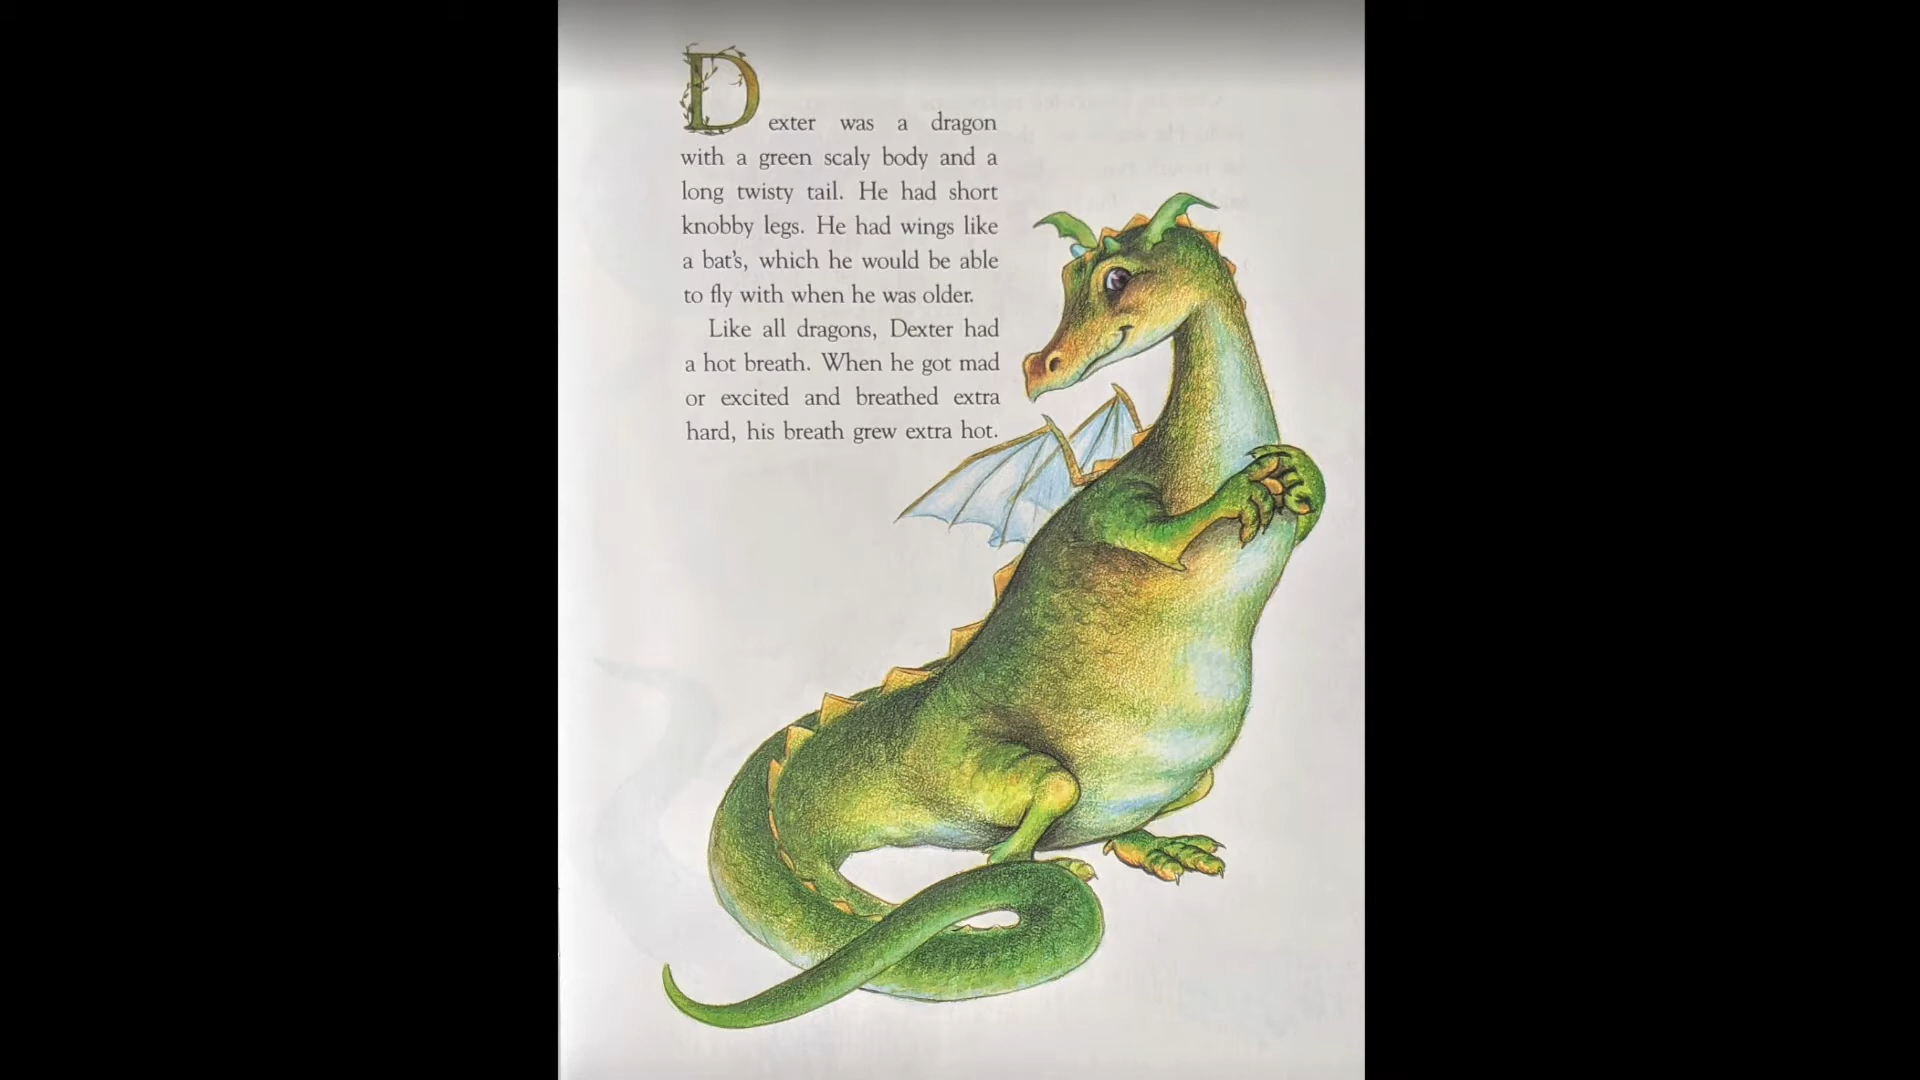 Dexter was a dragon
with a green scaly body and a
long twisty tail. He had short
knobby legs. He had wings like
a bat's, which he would be able
to fly with when he was older.
Like all dragons, Dexter had
a hot breath. When he got mad
or excited and breathed extra
hard, his breath grew extra hot.